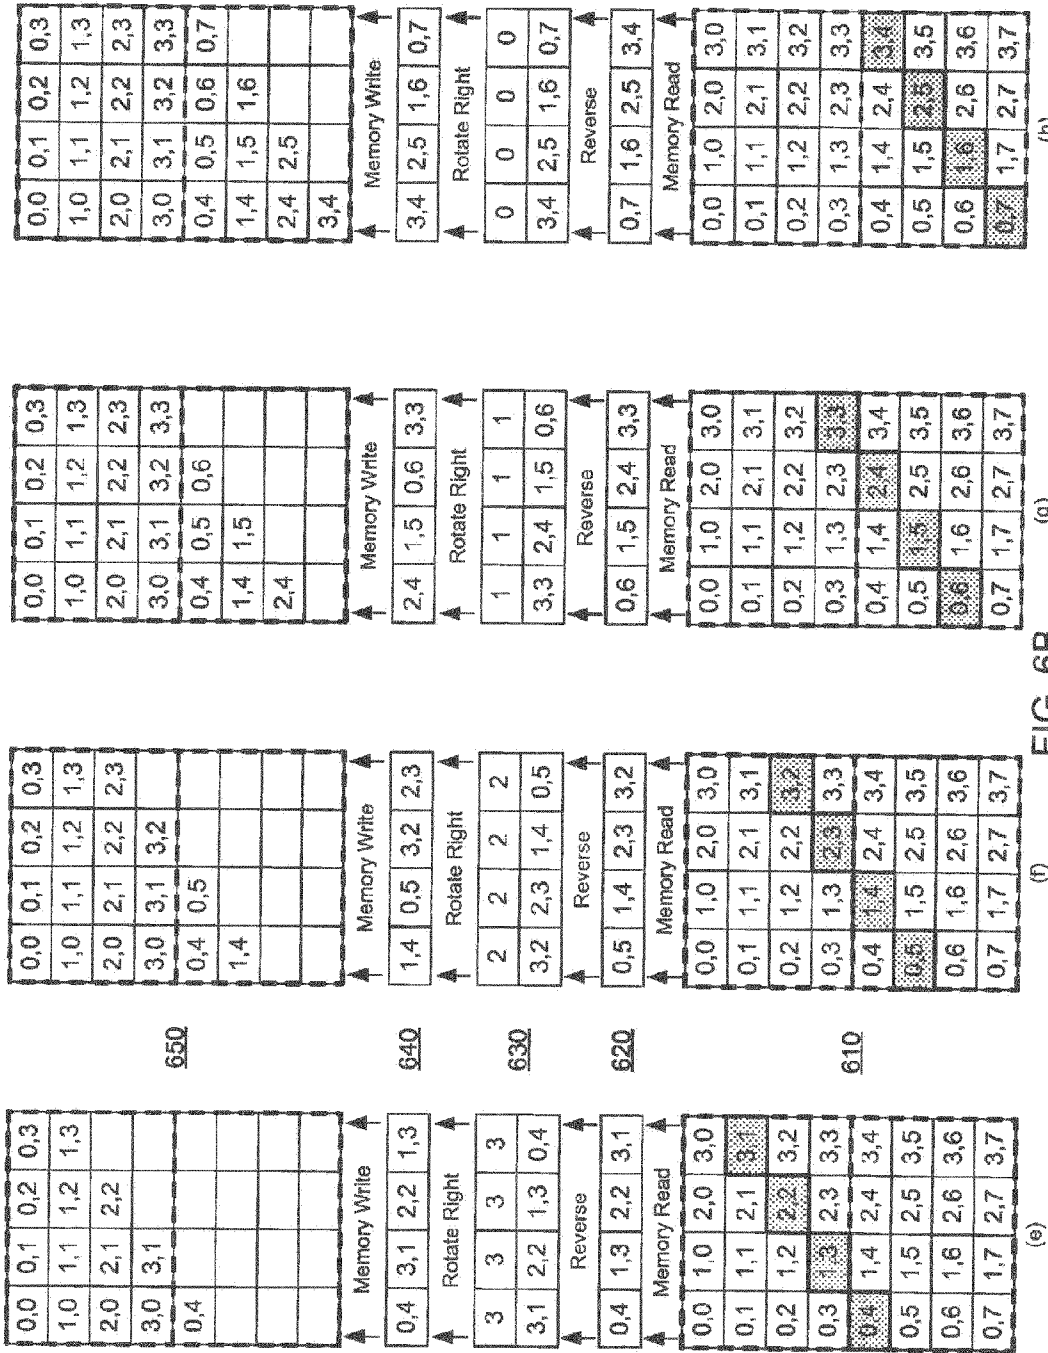 0,0 0,1 0,2 0,3
1,0 1,1 1,2 1,3
2,0 2,1 2,2
3,0 3,1
0,4
Memory Write
0,4 3,1 2,2 1,3
Rotate Right
3 3 3 3
3,1 2,2 1,3 0,4
Reverse
0,4 1,3 2,2 3,1
Memory Read
0,0 1,0 2,0 3,0
0,1 1,1 2,1 3,1
0,2 1,2 2,2 3,2
0,3 1,3 2,3 3,3
0,4 1,4 2,4 3,4
0,5 1,5 2,5 3,5
0,6 1,6 2,6 3,6
0,7 1,7 2,7 3,7
(e)
650
640
630
620
610
0,0 0,1 0,2 0,3
1,0 1,1 1,2 1,3
2,0 2,1 2,2 2,3
3,0 3,1 3,2
0,4 0,5
1,4
Memory Write
1,4 0,5 3,2 2,3
Rotate Right
2 2 2 2
3,2 2,3 1,4 0,5
Reverse
0,5 1,4 2,3 3,2
Memory Read
0,0 1,0 2,0 3,0
0,1 1,1 2,1 3,1
0,2 1,2 2,2 3,2
0,3 1,3 2,3 3,3
0,4 1,4 2,4 3,4
0,5 1,5 2,5 3,5
0,6 1,6 2,6 3,6
0,7 1,7 2,7 3,7
(f)
0,0 0,1 0,2 0,3
1,0 1,1 1,2 1,3
2,0 2,1 2,2 2,3
3,0 3,1 3,2 3,3
0,4 0,5 0,6
1,4 1,5
2,4
Memory Write
2,4 1,5 0,6 3,3
Rotate Right
1 1 1 1
3,3 2,4 1,5 0,6
Reverse
0,6 1,5 2,4 3,3
Memory Read
0,0 1,0 2,0 3,0
0,1 1,1 2,1 3,1
0,2 1,2 2,2 3,2
0,3 1,3 2,3 3,3
0,4 1,4 2,4 3,4
0,5 1,5 2,5 3,5
0,6 1,6 2,6 3,6
0,7 1,7 2,7 3,7
0,0 0,1 0,2 0,3
1,0 1,1 1,2 1,3
2,0 2,1 2,2 2,3
3,0 3,1 3,2 3,3
0,4 0,5 0,6 0,7
1,4 1,5 1,6
2,4 2,5
3,4
Memory Write
3,4 2,5 1,6 0,7
Rotate Right
0 0 0 0
3,4 2,5 1,6 0,7
Reverse
0,7 1,6 2,5 3,4
Memory Read
0,0 1,0 2,0 3,0
0,1 1,1 2,1 3,1
0,2 1,2 2,2 3,2
0,3 1,3 2,3 3,3
0,4 1,4 2,4 3,4
0,5 1,5 2,5 3,5
0,6 1,6 2,6 3,6
0,7 1,7 2,7 3,7
FIG. 6B